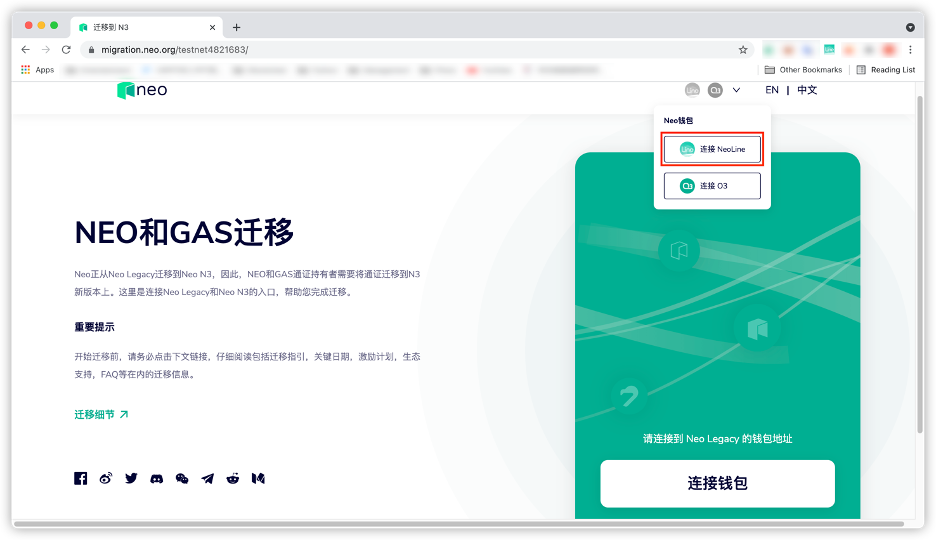 迁移到 N3
migration.neo.org/testnet4821683/
Apps
Other Bookmarks
Reading List
neo
EN | 中文
Neo钱包
连接 NeoLine
连接 O3
NEO和GAS迁移
Neo正从Neo Legacy迁移到Neo N3，因此，NEO和GAS通证持有者需要将通证迁移到N3
新版本上。这里是连接Neo Legacy和Neo N3的入口，帮助您完成迁移。
重要提示
开始迁移前，请务必点击下文链接，仔细阅读包括迁移指引，关键日期，激励计划，生态
支持，FAQ等在内的迁移信息。
迁移细节
请连接到 Neo Legacy 的钱包地址
连接钱包